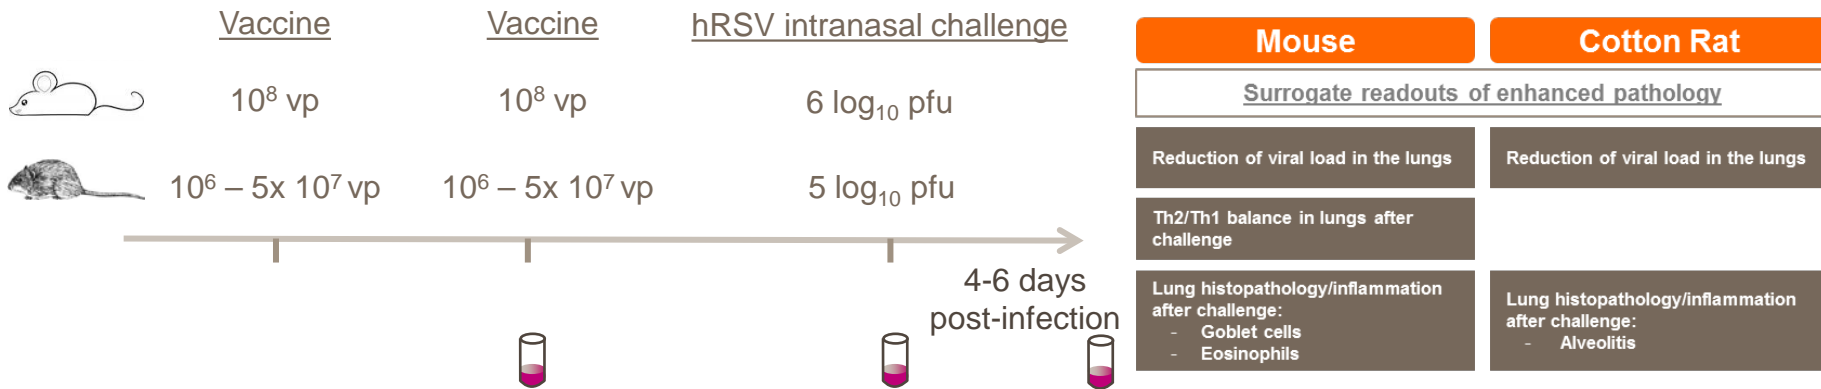 Vaccine Vaccine hRSV intranasal challenge
10⁸ vp 10⁸ vp 6 log₁₀ pfu
10⁶ – 5x 10⁷ vp 10⁶ – 5x 10⁷ vp 5 log₁₀ pfu
4-6 days
post-infection
Mouse Cotton Rat
Surrogate readouts of enhanced pathology
Reduction of viral load in the lungs Reduction of viral load in the lungs
Th2/Th1 balance in lungs after
challenge
Lung histopathology/inflammation
after challenge:
- Goblet cells
- Eosinophils
Lung histopathology/inflammation
after challenge:
- Alveolitis